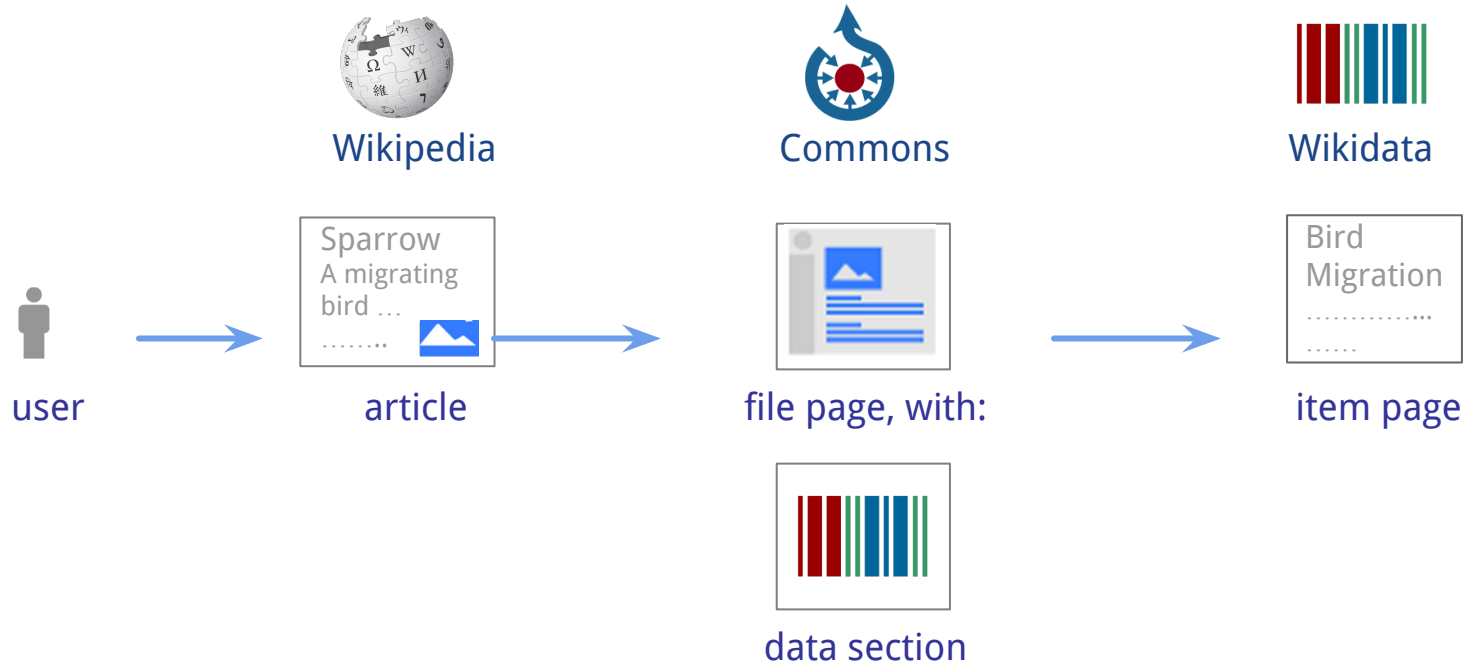 Wikipedia
Commons
Wikidata
Sparrow
A migrating
bird ...
........
Bird
Migration
...............
......
user
article
file page, with:
item page
data section